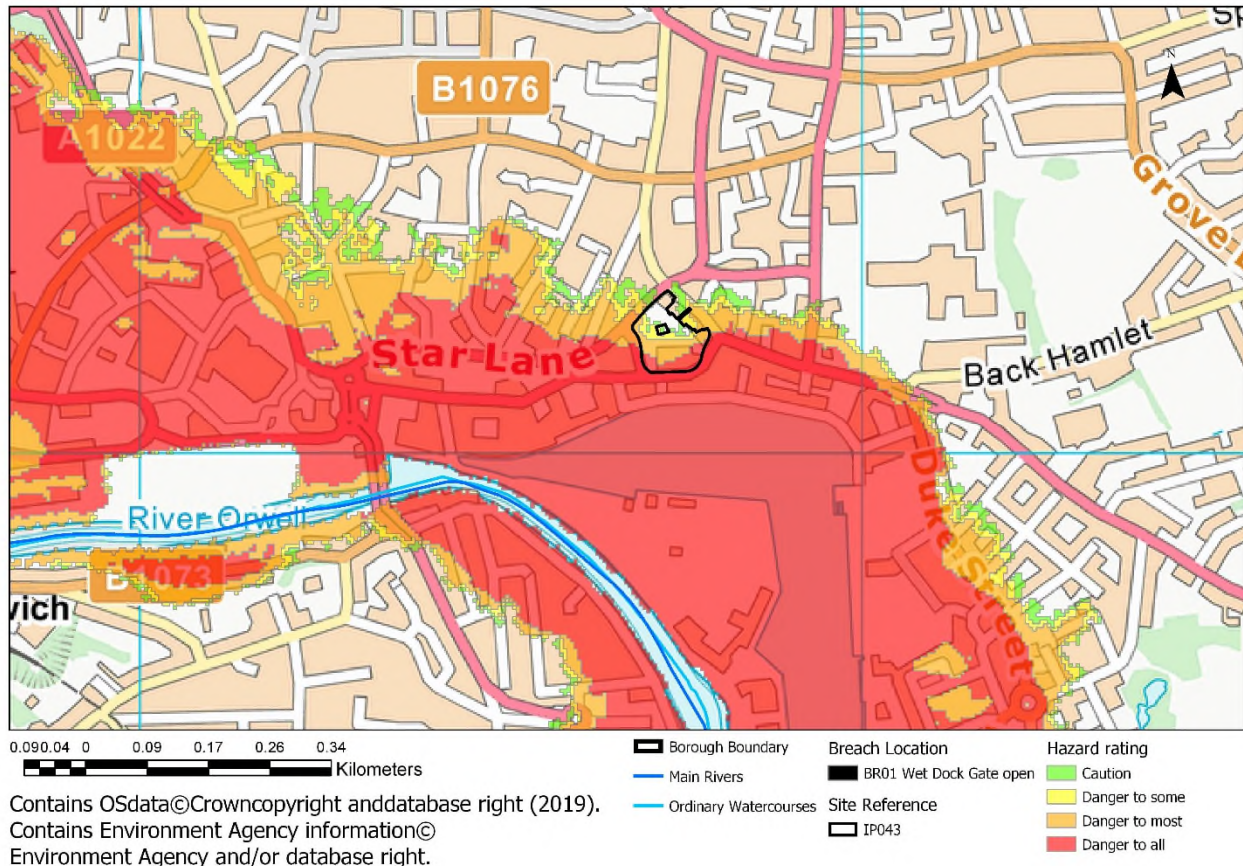 Sp
N
B1076
A1022
Grove L
Star Lane
Back Hamlet
Duke Street
River Orwell
B1073
wich
0.090.04 0 0.09 0.17 0.26 0.34
Kilometers
Contains OSdata©Crowncopyright anddatabase right (2019).
Contains Environment Agency information©
Environment Agency and/or database right.
Borough Boundary
Main Rivers
Ordinary Watercourses
Breach Location
BR01 Wet Dock Gate open
Site Reference
IP043
Hazard rating
Caution
Danger to some
Danger to most
Danger to all